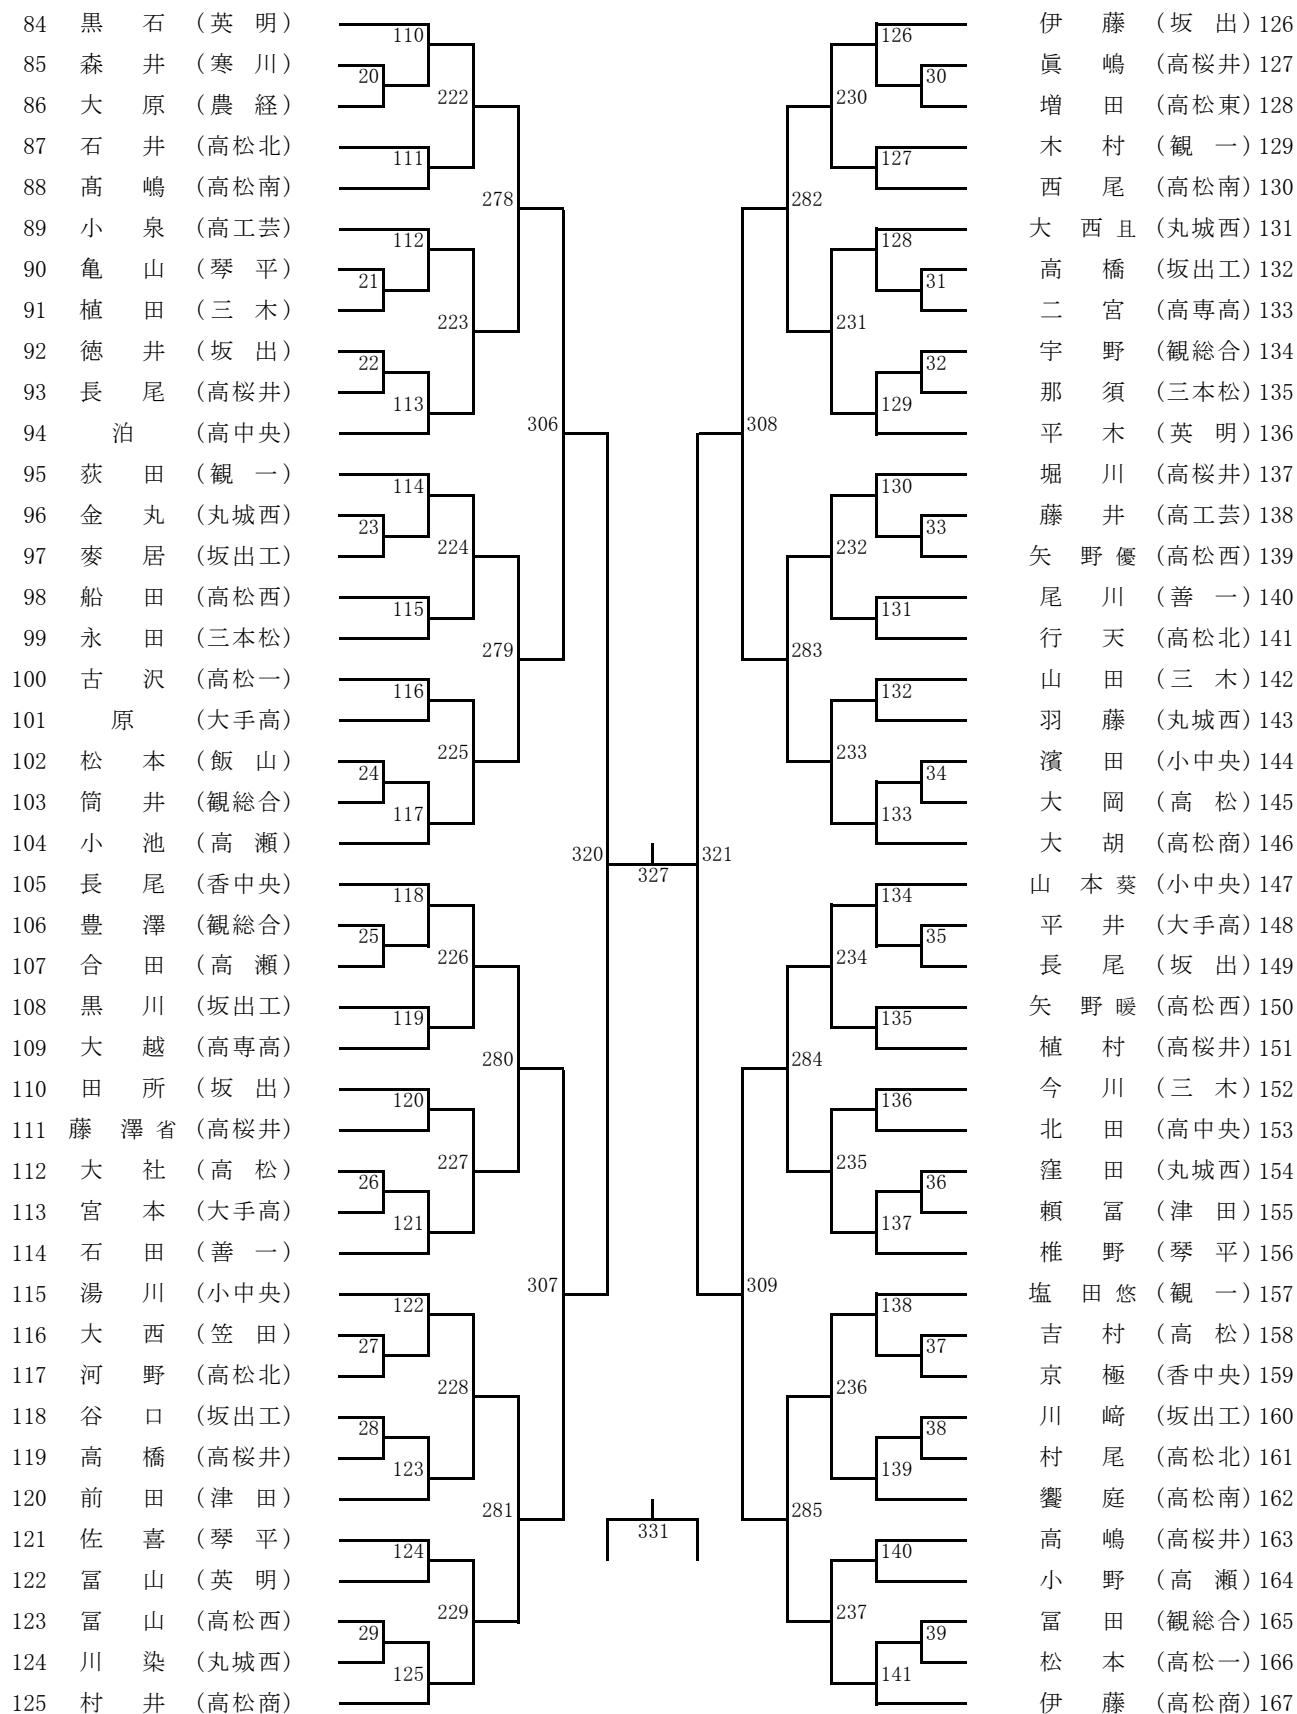 84 黒 石 (英 明) 110 126 伊 藤 (坂 出) 126
85 森 井 (寒 川) 20 30 眞 嶋 (高桜井) 127
86 大 原 (農 経) 222 230 増 田 (高松東) 128
87 石 井 (高松北) 111 127 木 村 (観 一) 129
88 髙 嶋 (高松南) 278 282 西 尾 (高松南) 130
89 小 泉 (高工芸) 112 128 大 西 且 (丸城西) 131
90 亀 山 (琴 平) 21 31 高 橋 (坂出工) 132
91 植 田 (三 木) 223 231 二 宮 (高専高) 133
92 徳 井 (坂 出) 22 32 宇 野 (観総合) 134
93 長 尾 (高桜井) 113 129 那 須 (三本松) 135
94 泊 (高中央) 306 308 平 木 (英 明) 136
95 荻 田 (観 一) 114 130 堀 川 (高桜井) 137
96 金 丸 (丸城西) 23 33 藤 井 (高工芸) 138
97 麥 居 (坂出工) 224 232 矢 野 優 (高松西) 139
98 船 田 (高松西) 115 131 尾 川 (善 一) 140
99 永 田 (三本松) 279 283 行 天 (高松北) 141
100 古 沢 (高松一) 116 132 山 田 (三 木) 142
101 原 (大手高) 225 233 羽 藤 (丸城西) 143
102 松 本 (飯 山) 24 34 濱 田 (小中央) 144
103 筒 井 (観総合) 117 133 大 岡 (高 松) 145
104 小 池 (高 瀬) 320 327 321 大 胡 (高松商) 146
105 長 尾 (香中央) 118 134 山 本 葵 (小中央) 147
106 豊 澤 (観総合) 25 35 平 井 (大手高) 148
107 合 田 (高 瀬) 226 234 長 尾 (坂 出) 149
108 黒 川 (坂出工) 119 135 矢 野 暖 (高松西) 150
109 大 越 (高専高) 280 284 植 村 (高桜井) 151
110 田 所 (坂 出) 120 136 今 川 (三 木) 152
111 藤 澤 省 (高桜井) 227 235 北 田 (高中央) 153
112 大 社 (高 松) 26 36 窪 田 (丸城西) 154
113 宮 本 (大手高) 121 137 頼 冨 (津 田) 155
114 石 田 (善 一) 307 309 椎 野 (琴 平) 156
115 湯 川 (小中央) 122 138 塩 田 悠 (観 一) 157
116 大 西 (笠 田) 27 37 吉 村 (高 松) 158
117 河 野 (高松北) 228 236 京 極 (香中央) 159
118 谷 口 (坂出工) 28 38 川 﨑 (坂出工) 160
119 高 橋 (高桜井) 123 139 村 尾 (高松北) 161
120 前 田 (津 田) 281 331 285 饗 庭 (高松南) 162
121 佐 喜 (琴 平) 124 140 高 嶋 (高桜井) 163
122 冨 山 (英 明) 229 237 小 野 (高 瀬) 164
123 冨 山 (高松西) 29 39 冨 田 (観総合) 165
124 川 染 (丸城西) 125 141 松 本 (高松一) 166
125 村 井 (高松商) 伊 藤 (高松商) 167